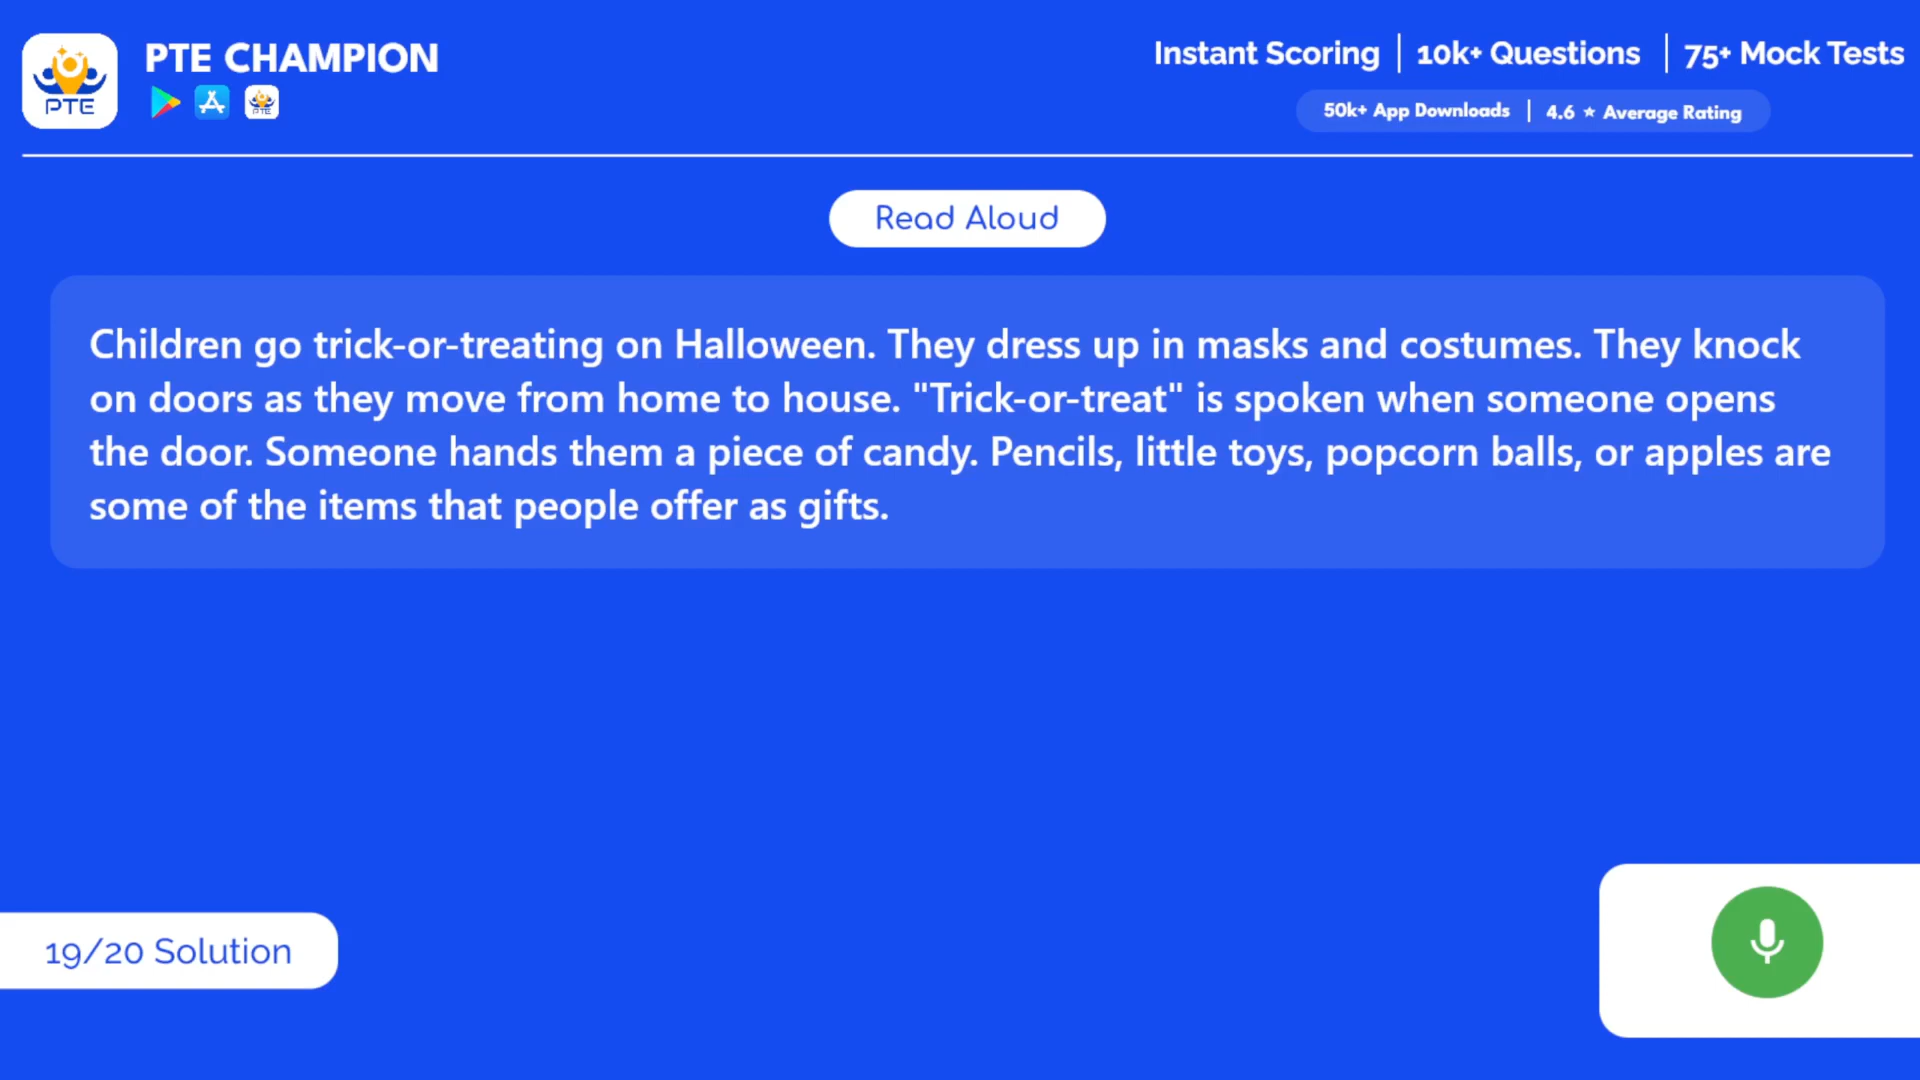 PTE CHAMPION
PTE
PTE
Instant Scoring | 10k+ Questions | 75+ Mock Tests
50k+ App Downloads | 4.6 ★ Average Rating
Read Aloud
Children go trick-or-treating on Halloween. They dress up in masks and costumes. They knock
on doors as they move from home to house. "Trick-or-treat" is spoken when someone opens
the door. Someone hands them a piece of candy. Pencils, little toys, popcorn balls, or apples are
some of the items that people offer as gifts.
19/20 Solution